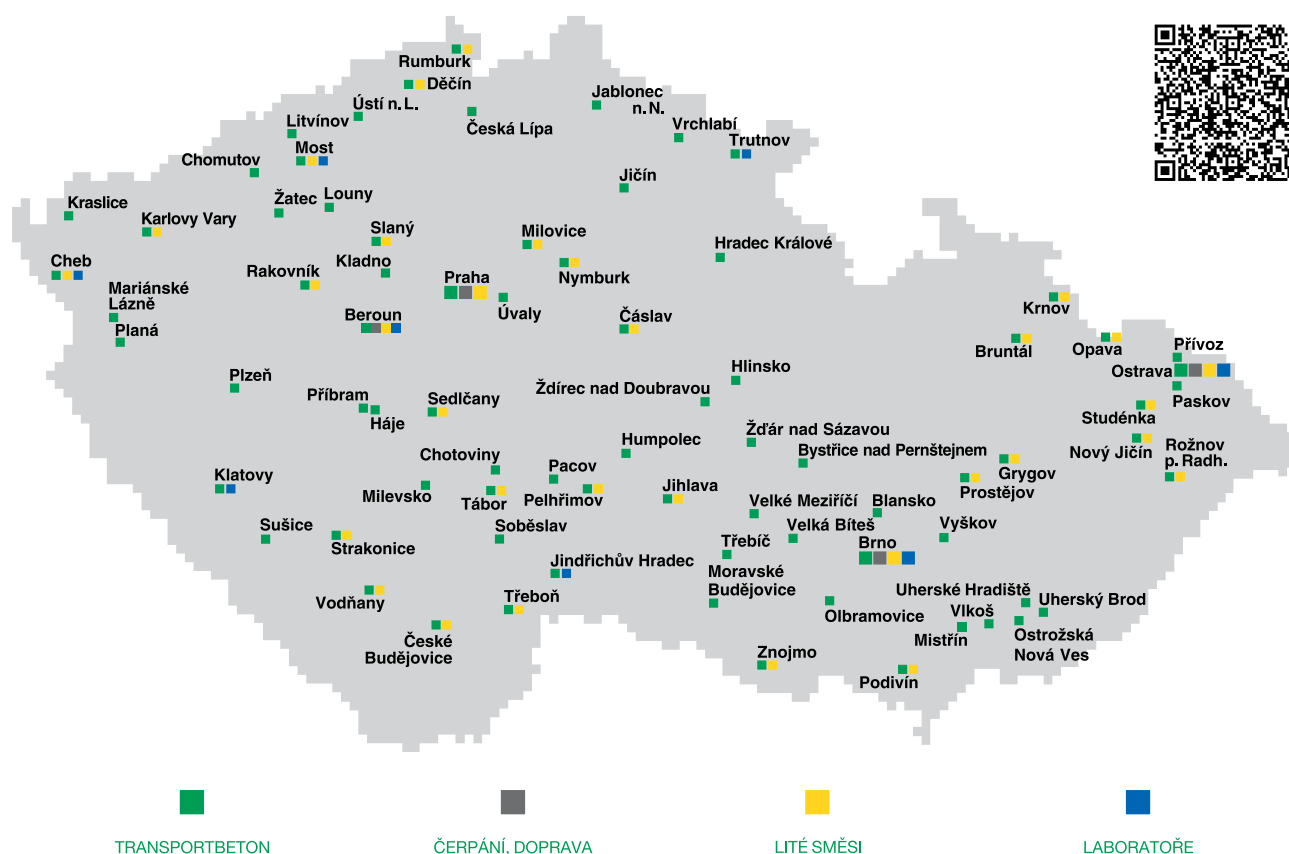 Rumburk
Děčín
Ústí n. L.
Jablonec
n. N.
Česká Lípa
Litvínov
Vrchlabí
Most
Trutnov
Chomutov
Jičín
Žatec
Louny
Kraslice
Karlovy Vary
Slaný
Milovice
Hradec Králové
Cheb
Rakovník
Kladno
Praha
Nymburk
Mariánské
Lázně
Úvaly
Krnov
Planá
Beroun
Čáslav
Bruntál
Opava
Přívoz
Ostrava
Plzeň
Hlinsko
Ždírec nad Doubravou
Paskov
Příbram
Sedlčany
Háje
Studénka
Žďár nad Sázavou
Humpolec
Bystřice nad Pernštejnem
Nový Jičín
Rožnov
p. Radh.
Chotoviny
Pacov
Grygov
Klatovy
Milevsko
Tábor
Pelhřimov
Jihlava
Prostějov
Velké Meziříčí
Blansko
Sušice
Soběslav
Velká Bíteš
Vyškov
Strakonice
Třebíč
Brno
Jindřichův Hradec
Moravské
Budějovice
Uherské Hradiště
Vodňany
Třeboň
Olbramovice
Vlkoš
Uherský Brod
České
Budějovice
Mistřín
Ostrožská
Nová Ves
Znojmo
Podivín
TRANSPORTBETON
ČERPÁNÍ, DOPRAVA
LITÉ SMĚSI
LABORATOŘE